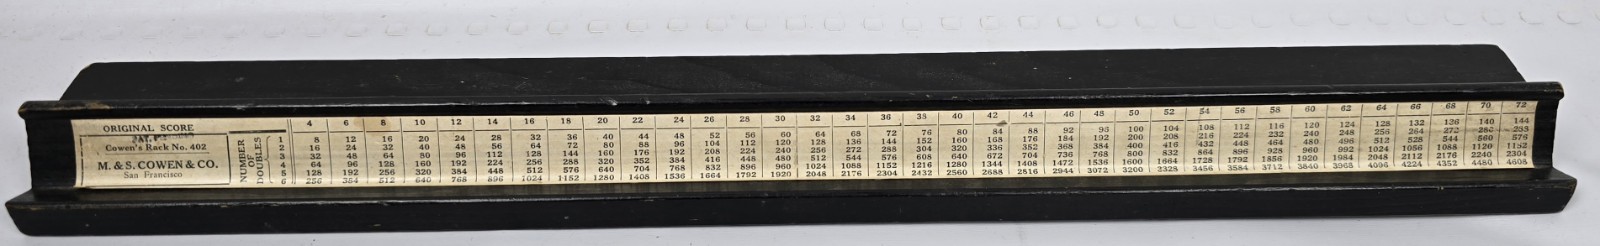 ORIGINAL SCORE
Cowen's Rack No. 402
M. & S. COWEN & CO.
San Francisco
NUMBER
OF
DOUBLES
4 6 8 10 12 14 16 18 20 22 24 26 28 30 32 34 36 38 40 42 44 46 48 50 52 54 56 58 60 62 64 66 68 70 72
1 8 12 16 20 24 28 32 36 40 44 48 52 56 60 64 68 72 76 80 84 88 92 96 100 104 108 112 116 120 124 128 132 136 140 144
2 16 24 32 40 48 56 64 72 80 88 96 104 112 120 128 136 144 152 160 168 176 184 192 200 208 216 224 232 240 248 256 264 272 280 288
3 32 48 64 80 96 112 128 144 160 176 192 208 224 240 256 272 288 304 320 336 352 368 384 400 416 432 448 464 480 496 512 528 544 560 576
4 64 96 128 160 192 224 256 288 320 352 384 416 448 480 512 544 576 608 640 672 704 736 768 800 832 864 896 928 960 992 1024 1056 1088 1120 1152
5 128 192 256 320 384 448 512 576 640 704 768 832 896 960 1024 1088 1152 1216 1280 1344 1408 1472 1536 1600 1664 1728 1792 1856 1920 1984 2048 2112 2176 2240 2304
6 256 384 512 640 768 896 1024 1152 1280 1408 1536 1664 1792 1920 2048 2176 2304 2432 2560 2688 2816 2944 3072 3200 3328 3456 3584 3712 3840 3968 4096 4224 4352 4480 4608